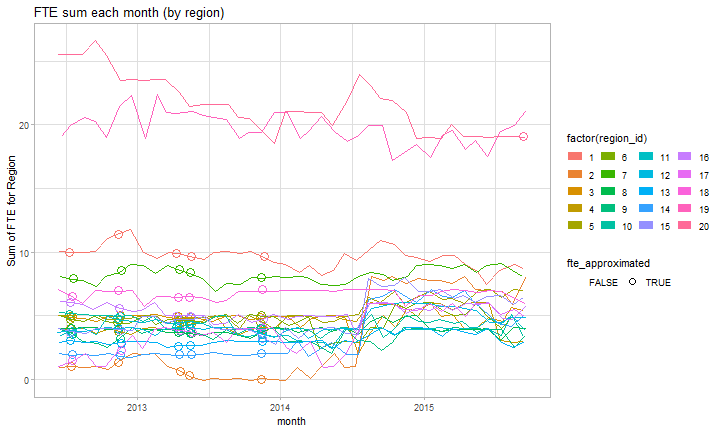 FTE sum each month (by region)
Sum of FTE for Region
20
10
0
2013
2014
2015
month
factor(region_id)
1 6 11 16
2 7 12 17
3 8 13 18
4 9 14 19
5 10 15 20
fte_approximated
FALSE TRUE